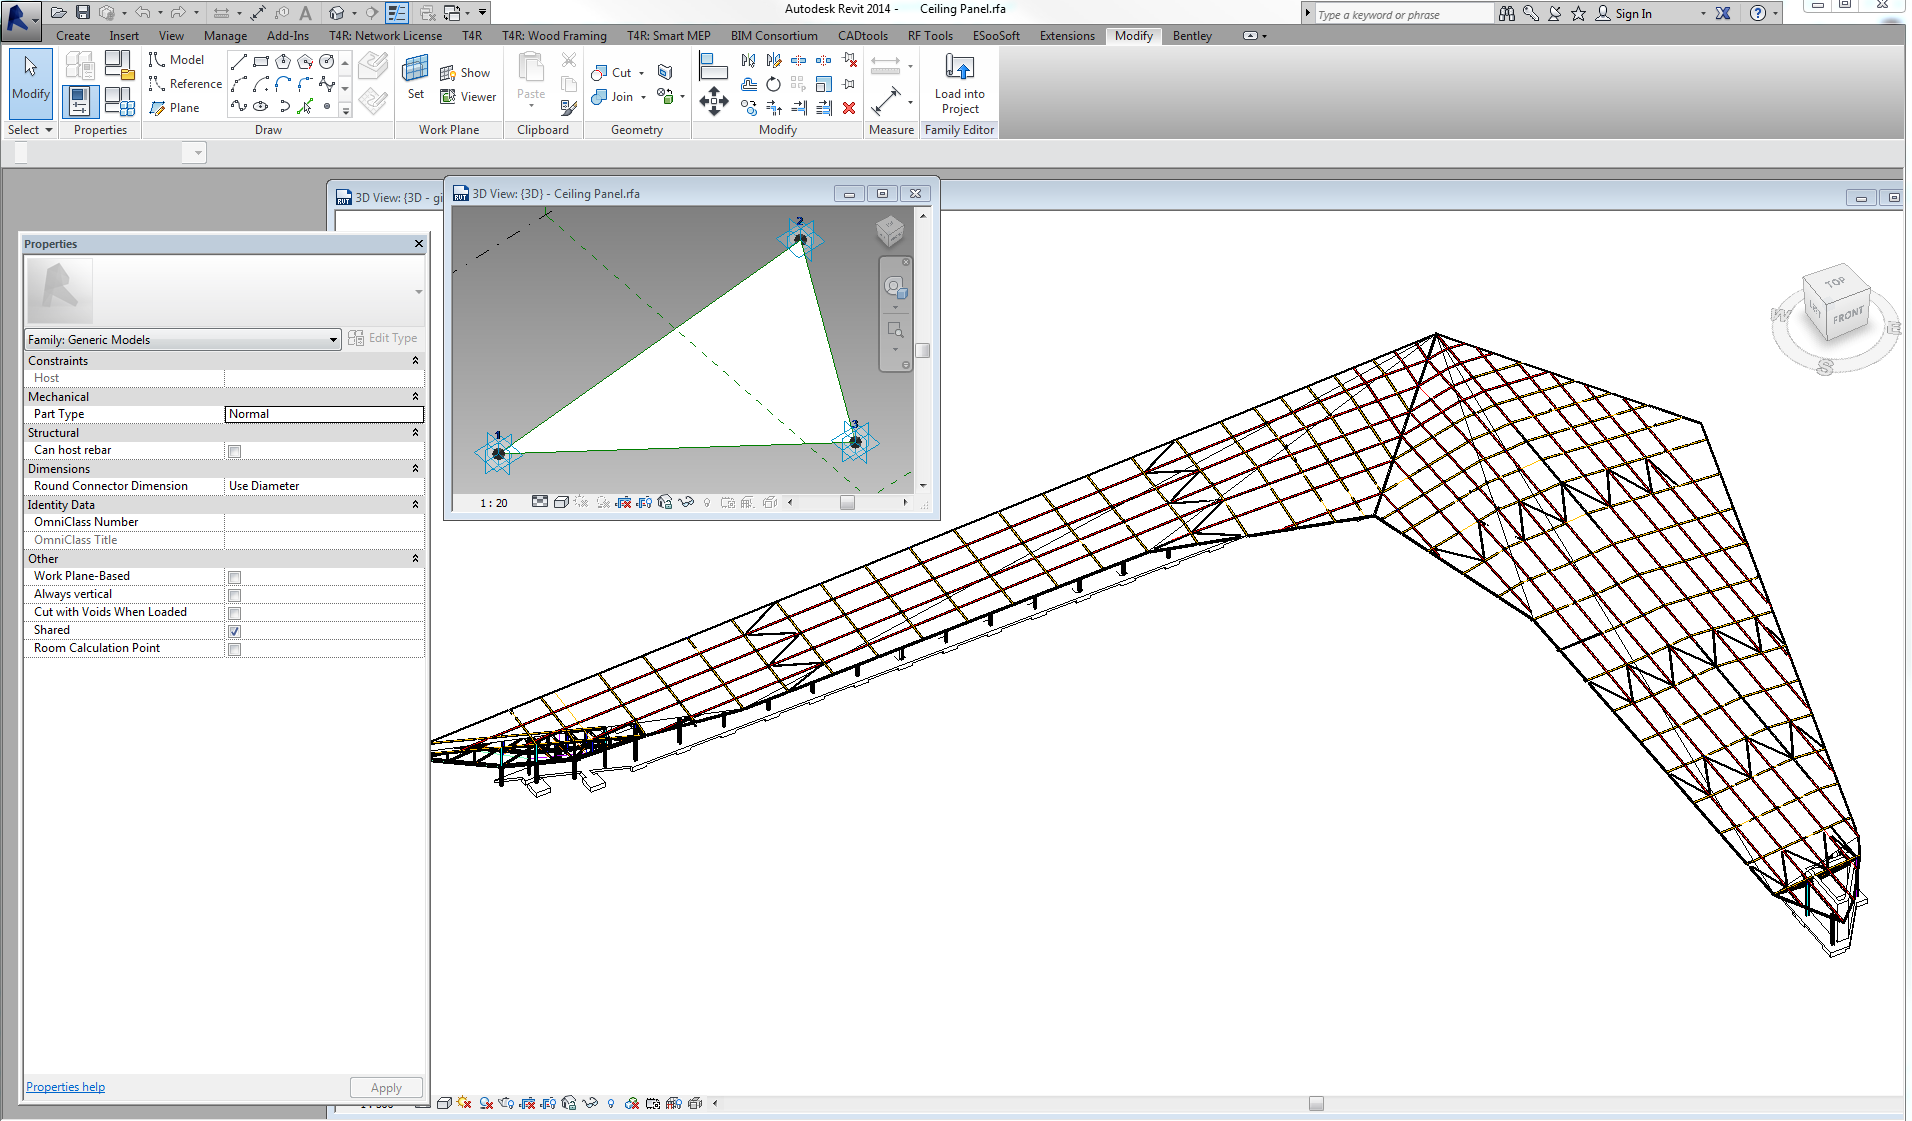 Autodesk Revit 2014 - Ceiling Panel.rfa
Type a keyword or phrase
Sign In
Create Insert View Manage Add-Ins T4R: Network License T4R T4R: Wood Framing T4R: Smart MEP BIM Consortium CADtools RF Tools ESooSoft Extensions Modify Bentley
Modify
Model
Reference
Plane
Set
Show
Viewer
Paste
Cut
Join
Load into
Project
Select Properties Draw Work Plane Clipboard Geometry Modify Measure Family Editor
3D View: {3D - gi
3D View: {3D} - Ceiling Panel.rfa
2
1
3
1 : 20
TOP
FRONT
W
E
S
Properties
Family: Generic Models
Edit Type
Constraints
Host
Mechanical
Part Type Normal
Structural
Can host rebar
Dimensions
Round Connector Dimension Use Diameter
Identity Data
OmniClass Number
OmniClass Title
Other
Work Plane-Based
Always vertical
Cut with Voids When Loaded
Shared
Room Calculation Point
Properties help
Apply